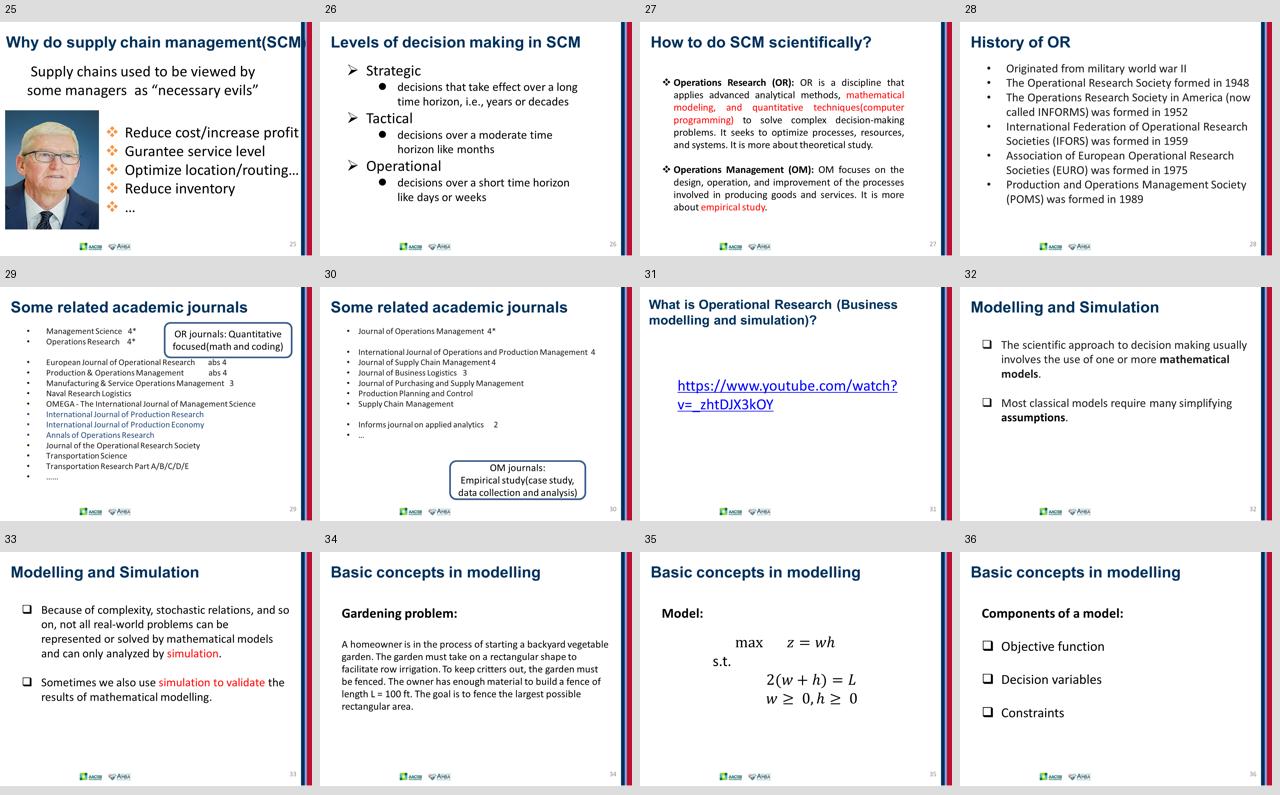 25
Why do supply chain management(SCM)
Supply chains used to be viewed by
some managers as “necessary evils”
❖ Reduce cost/increase profit
❖ Gurantee service level
❖ Optimize location/routing…
❖ Reduce inventory
❖ …
AACSB AMBA
25
26
Levels of decision making in SCM
➢ Strategic
● decisions that take effect over a long
time horizon, i.e., years or decades
➢ Tactical
● decisions over a moderate time
horizon like months
➢ Operational
● decisions over a short time horizon
like days or weeks
AACSB AMBA
26
27
How to do SCM scientifically?
❖ Operations Research (OR): OR is a discipline that
applies advanced analytical methods, mathematical
modeling, and quantitative techniques(computer
programming) to solve complex decision-making
problems. It seeks to optimize processes, resources,
and systems. It is more about theoretical study.
❖ Operations Management (OM): OM focuses on the
design, operation, and improvement of the processes
involved in producing goods and services. It is more
about empirical study.
AACSB AMBA
27
28
History of OR
• Originated from military world war II
• The Operational Research Society formed in 1948
• The Operations Research Society in America (now
called INFORMS) was formed in 1952
• International Federation of Operational Research
Societies (IFORS) was formed in 1959
• Association of European Operational Research
Societies (EURO) was formed in 1975
• Production and Operations Management Society
(POMS) was formed in 1989
AACSB AMBA
28
29
Some related academic journals
• Management Science 4*
• Operations Research 4*
OR journals: Quantitative
focused(math and coding)
• European Journal of Operational Research abs 4
• Production & Operations Management abs 4
• Manufacturing & Service Operations Management 3
• Naval Research Logistics
• OMEGA - The International Journal of Management Science
• International Journal of Production Research
• International Journal of Production Economy
• Annals of Operations Research
• Journal of the Operational Research Society
• Transportation Science
• Transportation Research Part A/B/C/D/E
• ……
AACSB AMBA
29
30
Some related academic journals
• Journal of Operations Management 4*
• International Journal of Operations and Production Management 4
• Journal of Supply Chain Management 4
• Journal of Business Logistics 3
• Journal of Purchasing and Supply Management
• Production Planning and Control
• Supply Chain Management
• Informs journal on applied analytics 2
• …
OM journals:
Empirical study(case study,
data collection and analysis)
AACSB AMBA
30
31
What is Operational Research (Business
modelling and simulation)?
https://www.youtube.com/watch?
v=_zhtDJX3kOY
AACSB AMBA
31
32
Modelling and Simulation
❑ The scientific approach to decision making usually
involves the use of one or more mathematical
models.
❑ Most classical models require many simplifying
assumptions.
AACSB AMBA
32
33
Modelling and Simulation
❑ Because of complexity, stochastic relations, and so
on, not all real-world problems can be
represented or solved by mathematical models
and can only analyzed by simulation.
❑ Sometimes we also use simulation to validate the
results of mathematical modelling.
AACSB AMBA
33
34
Basic concepts in modelling
Gardening problem:
A homeowner is in the process of starting a backyard vegetable
garden. The garden must take on a rectangular shape to
facilitate row irrigation. To keep critters out, the garden must
be fenced. The owner has enough material to build a fence of
length L = 100 ft. The goal is to fence the largest possible
rectangular area.
AACSB AMBA
34
35
Basic concepts in modelling
Model:
max z = wh
s.t.
2(w + h) = L
w ≥ 0, h ≥ 0
AACSB AMBA
35
36
Basic concepts in modelling
Components of a model:
❑ Objective function
❑ Decision variables
❑ Constraints
AACSB AMBA
36